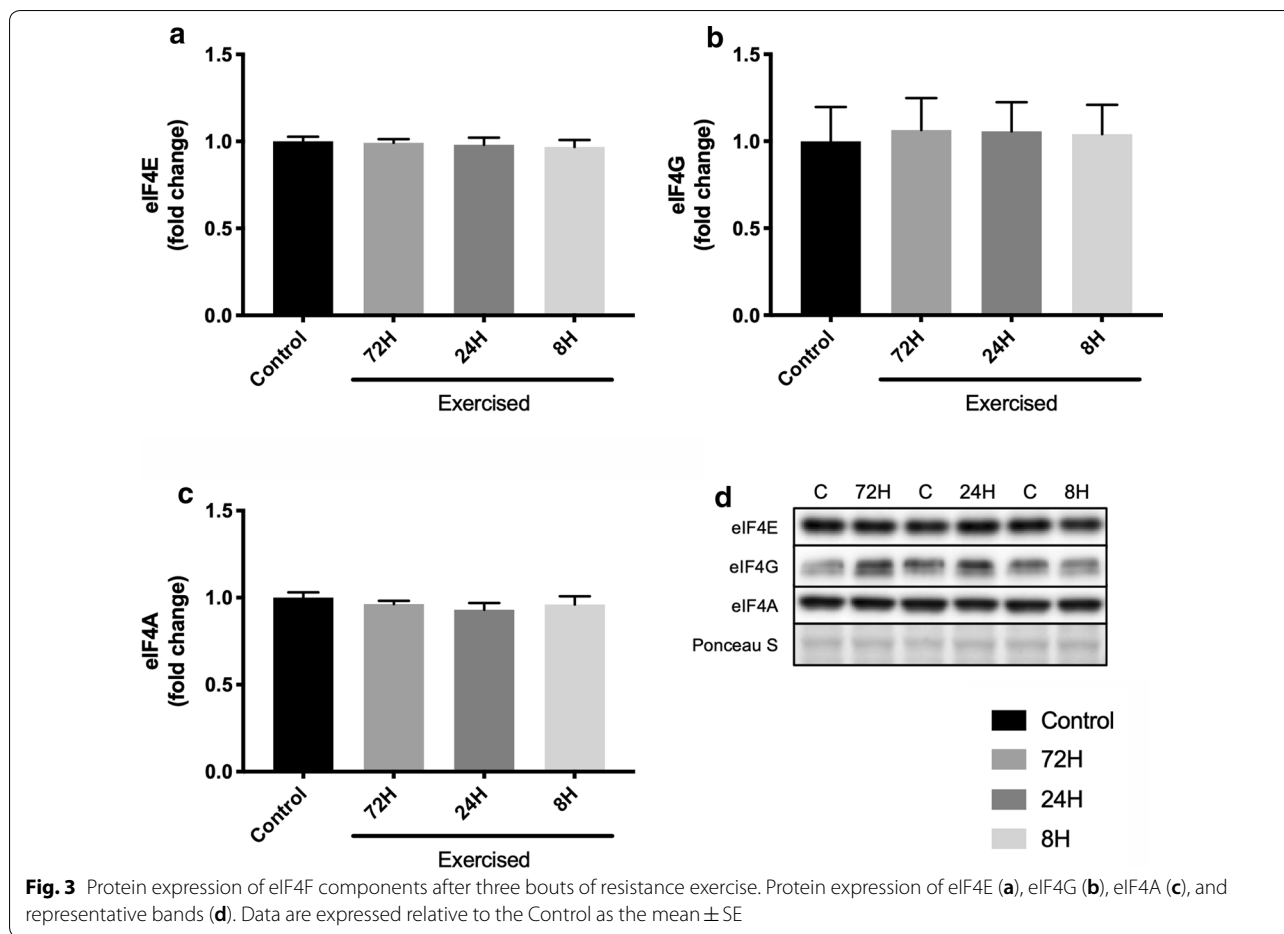 a
1.5
1.0
0.5
0.0
eIF4E
(fold change)
Control
72H
24H
8H
Exercised
b
1.5
1.0
0.5
0.0
eIF4G
(fold change)
Control
72H
24H
8H
Exercised
c
1.5
1.0
0.5
0.0
eIF4A
(fold change)
Control
72H
24H
8H
Exercised
d
C 72H C 24H C 8H
eIF4E
eIF4G
eIF4A
Ponceau S
Control
72H
24H
8H
Fig. 3 Protein expression of eIF4F components after three bouts of resistance exercise. Protein expression of eIF4E (a), eIF4G (b), eIF4A (c), and
representative bands (d). Data are expressed relative to the Control as the mean ± SE